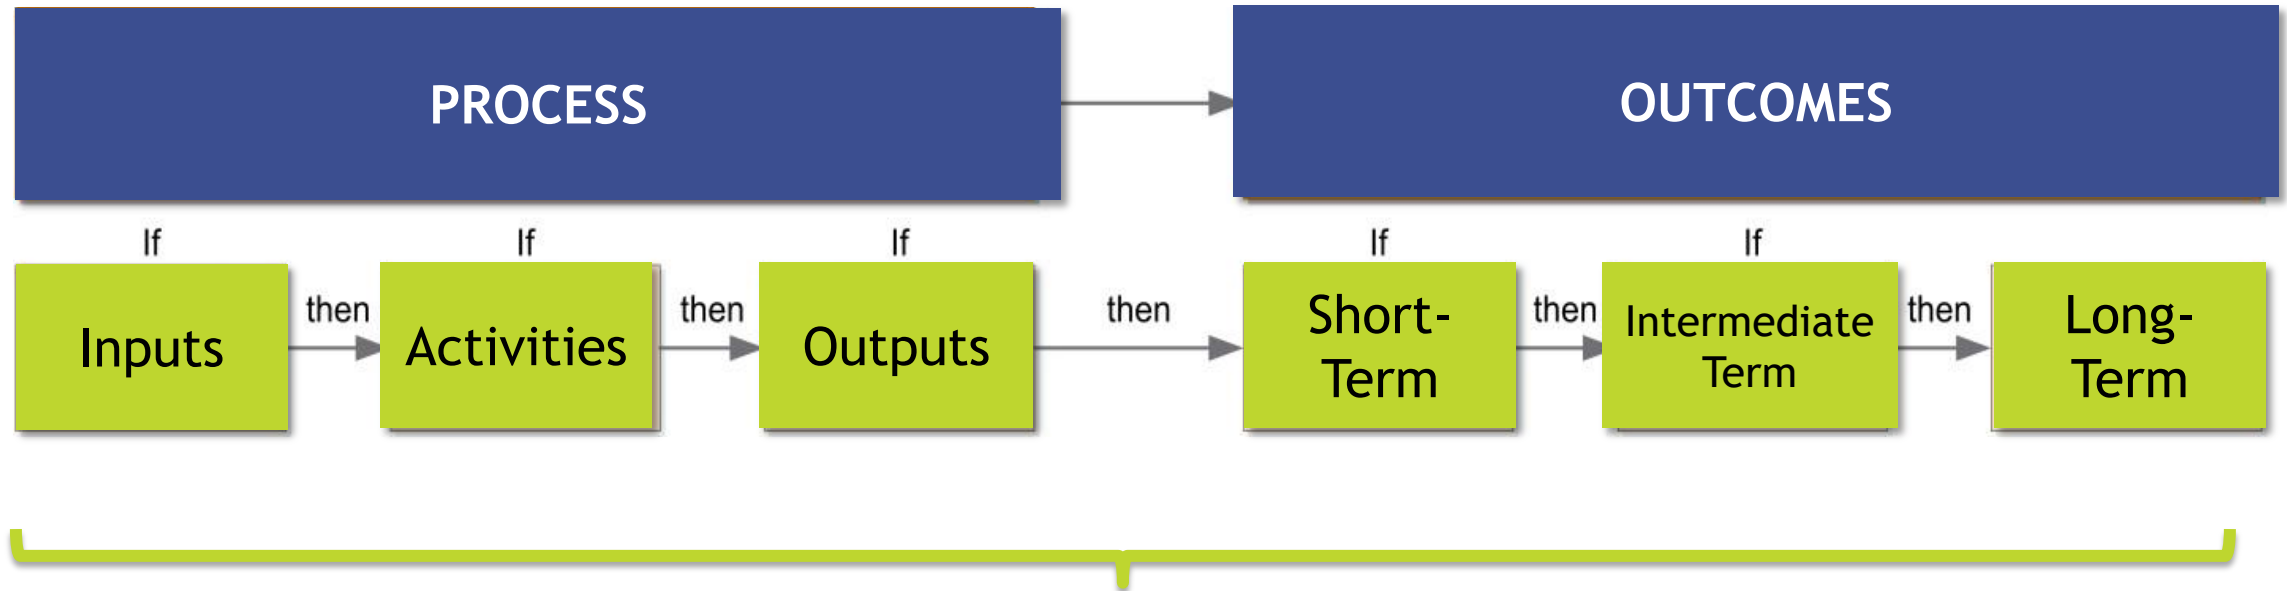 PROCESS
OUTCOMES
If
If
If
If
If
Inputs
then
Activities
then
Outputs
then
Short-
Term
then
Intermediate
Term
then
Long-
Term